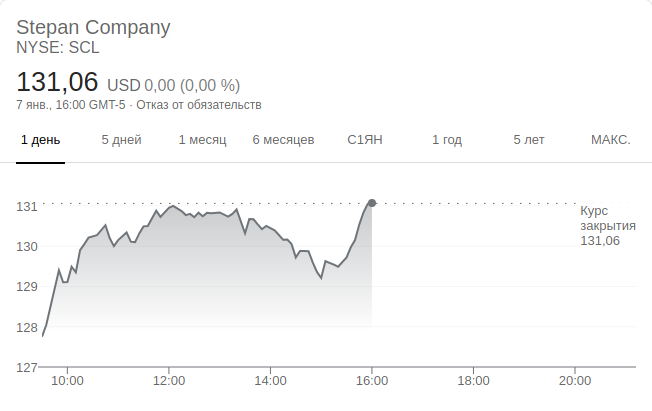 Stepan Company
NYSE: SCL
131,06 USD 0,00 (0,00 %)
7 янв., 16:00 GMT-5 · Отказ от обязательств
1 день 5 дней 1 месяц 6 месяцев С1ЯН 1 год 5 лет МАКС.
131
Курс
закрытия
131,06
130
129
128
127
10:00 12:00 14:00 16:00 18:00 20:00